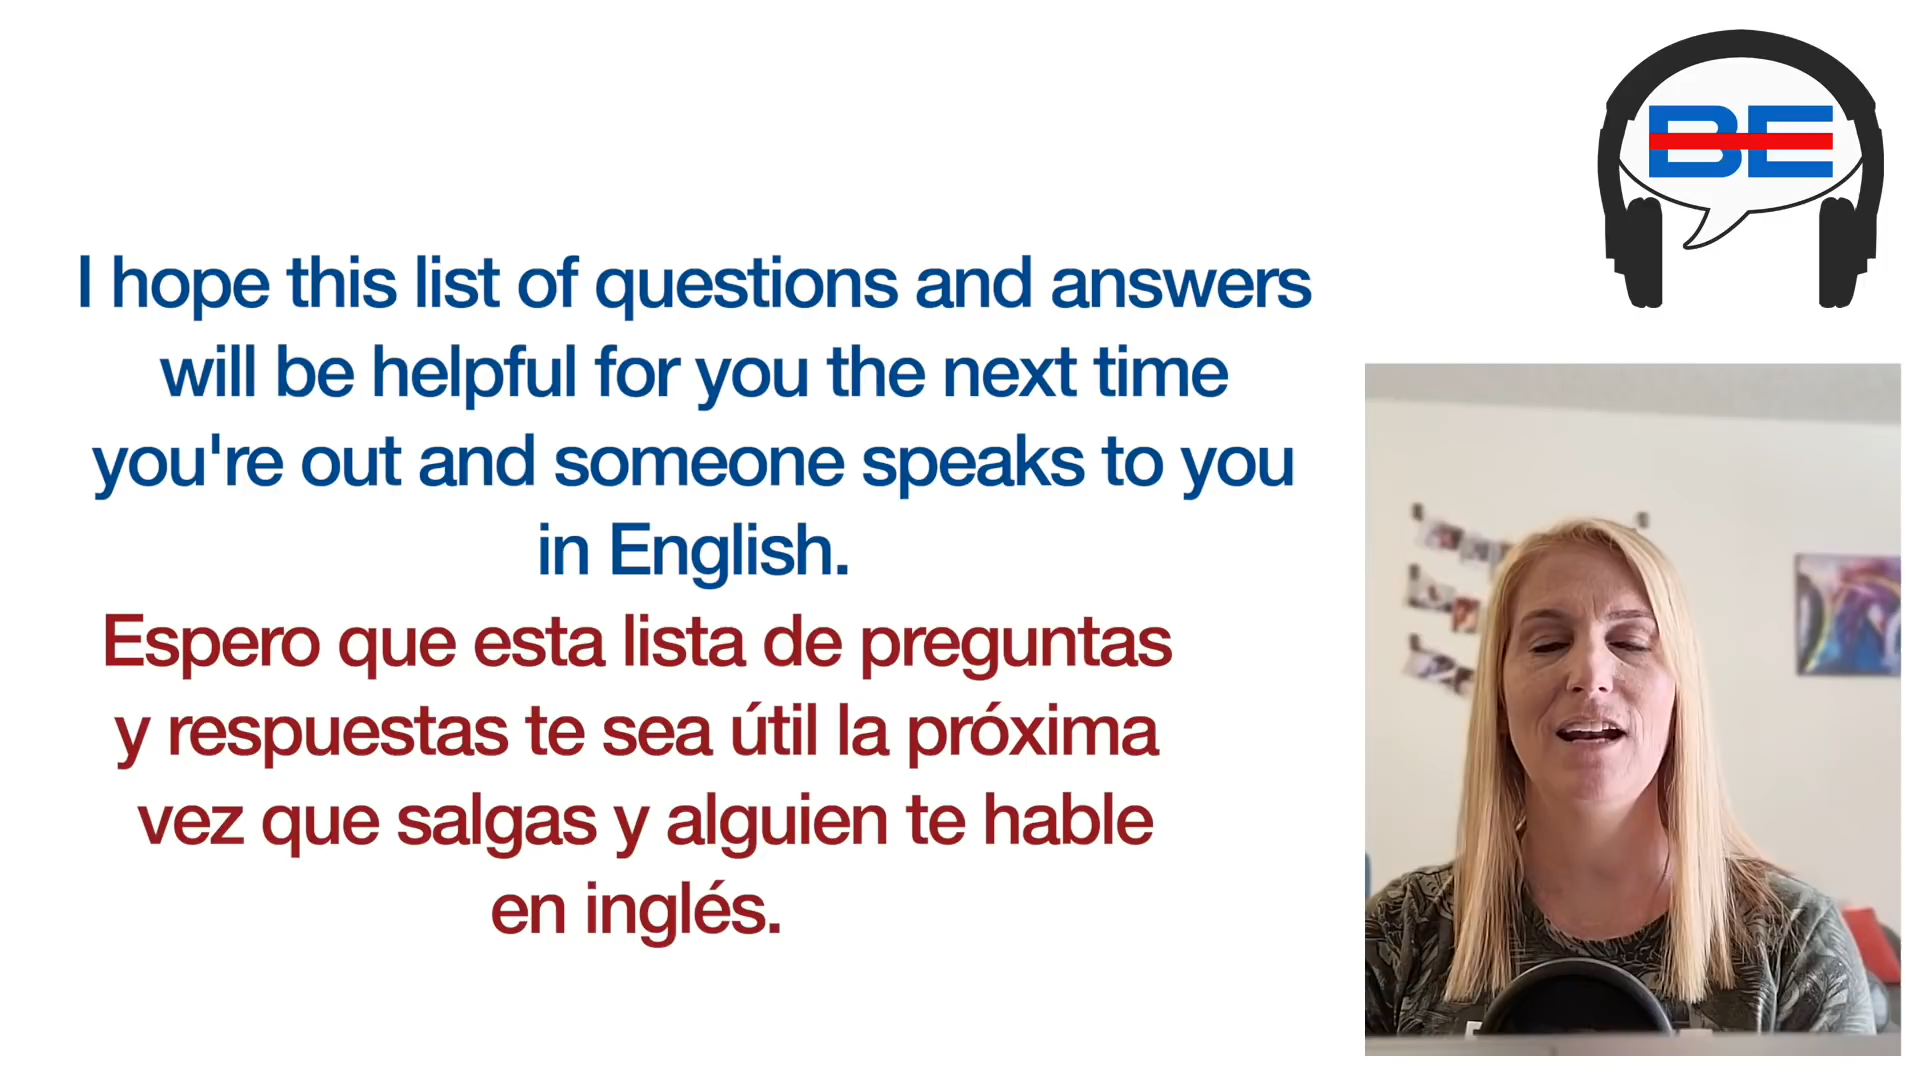 BE
I hope this list of questions and answers
will be helpful for you the next time
you're out and someone speaks to you
in English.
Espero que esta lista de preguntas
y respuestas te sea útil la próxima
vez que salgas y alguien te hable
en inglés.